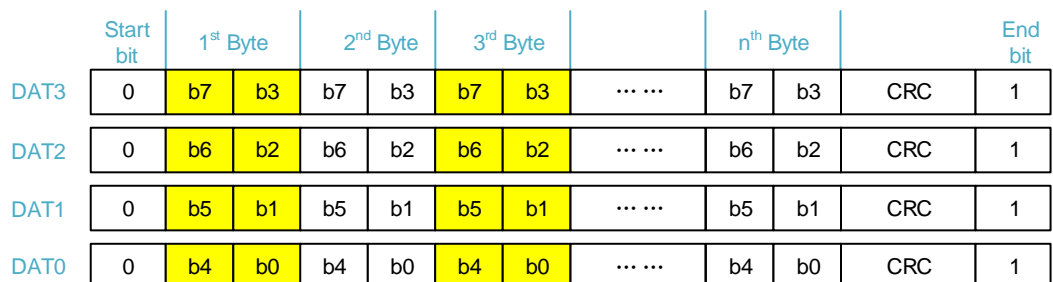 Start bit 1st Byte 2nd Byte 3rd Byte nth Byte End bit
DAT3 0 b7 b3 b7 b3 b7 b3 … … b7 b3 CRC 1
DAT2 0 b6 b2 b6 b2 b6 b2 … … b6 b2 CRC 1
DAT1 0 b5 b1 b5 b1 b5 b1 … … b5 b1 CRC 1
DAT0 0 b4 b0 b4 b0 b4 b0 … … b4 b0 CRC 1